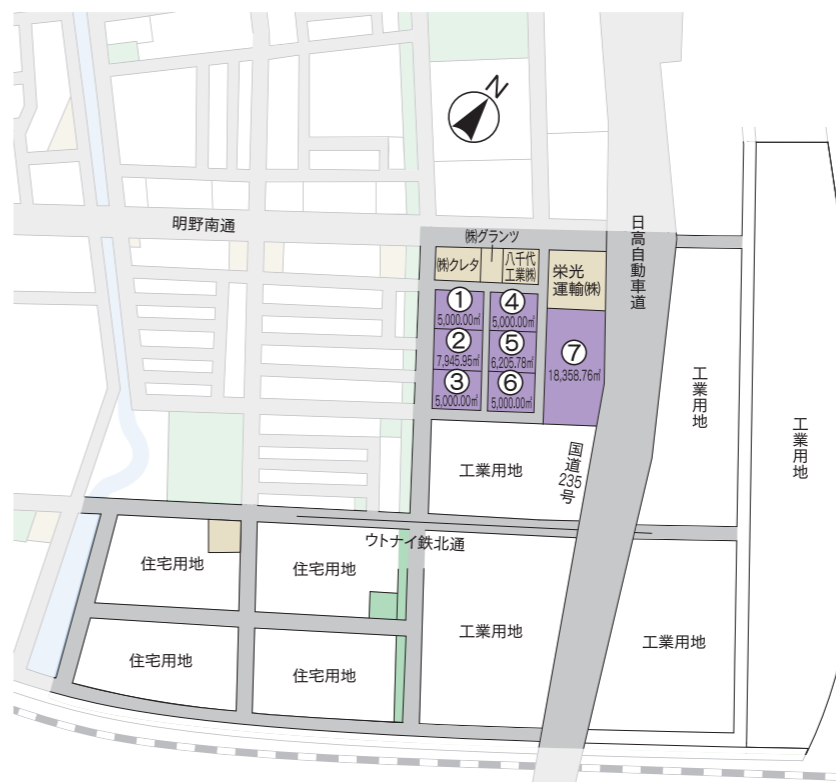 N
明野南通
日高自動車道
㈱グランツ
㈱クレタ
八千代
工業㈱
栄光
運輸㈱
①
5,000.00㎡
②
7,945.95㎡
③
5,000.00㎡
④
5,000.00㎡
⑤
6,205.78㎡
⑥
5,000.00㎡
⑦
18,358.76㎡
工業用地
工業用地
工業用地
国道235号
ウトナイ鉄北通
住宅用地
住宅用地
工業用地
工業用地
住宅用地
住宅用地